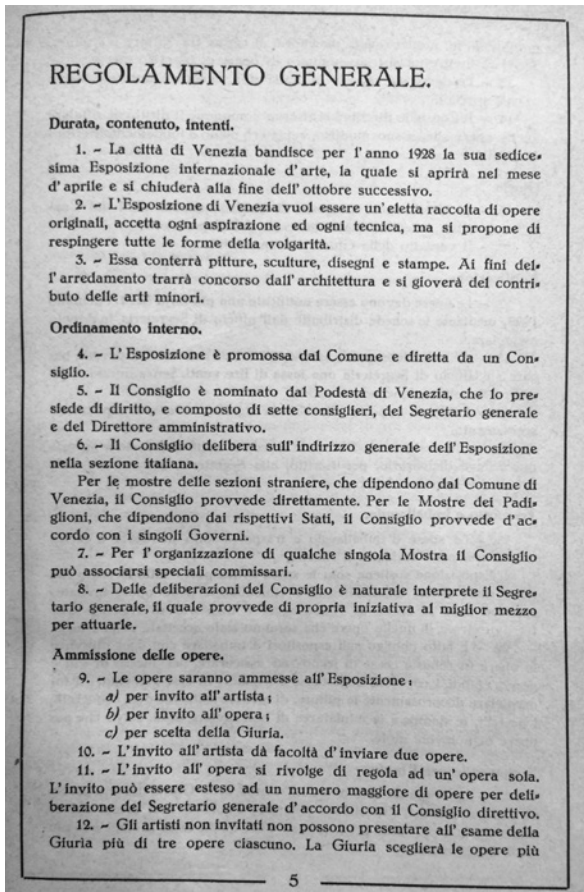 REGOLAMENTO GENERALE.
Durata, contenuto, intenti.
1. - La città di Venezia bandisce per l'anno 1928 la sua sedice-
sima Esposizione internazionale d'arte, la quale si aprirà nel mese
d'aprile e si chiuderà alla fine dell'ottobre successivo.
2. - L'Esposizione di Venezia vuol essere un'eletta raccolta di opere
originali, accetta ogni aspirazione ed ogni tecnica, ma si propone di
respingere tutte le forme della volgarità.
3. - Essa conterrà pitture, sculture, disegni e stampe. Ai fini del-
l'arredamento trarrà concorso dall'architettura e si gioverà del contri-
buto delle arti minori.
Ordinamento interno.
4. - L'Esposizione è promossa dal Comune e diretta da un Con-
siglio.
5. - Il Consiglio è nominato dal Podestà di Venezia, che lo pre-
siede di diritto, e composto di sette consiglieri, del Segretario generale
e del Direttore amministrativo.
6. - Il Consiglio delibera sull'indirizzo generale dell'Esposizione
nella sezione italiana.
Per le mostre delle sezioni straniere, che dipendono dal Comune di
Venezia, il Consiglio provvede direttamente. Per le Mostre dei Padi-
glioni, che dipendono dai rispettivi Stati, il Consiglio provvede d'ac-
cordo con i singoli Governi.
7. - Per l'organizzazione di qualche singola Mostra il Consiglio
può associarsi speciali commissari.
8. - Delle deliberazioni del Consiglio è naturale interprete il Segre-
tario generale, il quale provvede di propria iniziativa al miglior mezzo
per attuarle.
Ammissione delle opere.
9. - Le opere saranno ammesse all'Esposizione:
a) per invito all'artista;
b) per invito all'opera;
c) per scelta della Giuria.
10. - L'invito all'artista dà facoltà d'inviare due opere.
11. - L'invito all'opera si rivolge di regola ad un'opera sola.
L'invito può essere esteso ad un numero maggiore di opere per deli-
berazione del Segretario generale d'accordo con il Consiglio direttivo.
12. - Gli artisti non invitati non possono presentare all'esame della
Giuria più di tre opere ciascuno. La Giuria sceglierà le opere più
5